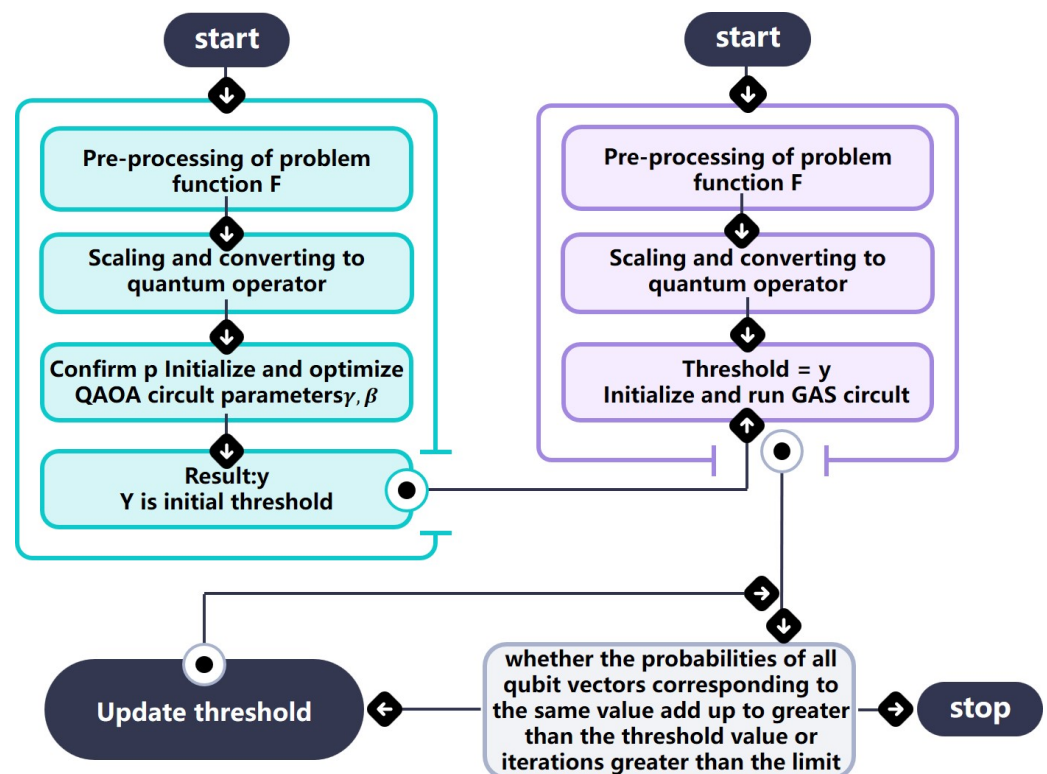 start
Pre-processing of problem
function F
Scaling and converting to
quantum operator
Confirm p Initialize and optimize
QAOA circult parametersγ, β
Result:y
Y is initial threshold
start
Pre-processing of problem
function F
Scaling and converting to
quantum operator
Threshold = y
Initialize and run GAS circult
Update threshold
whether the probabilities of all
qubit vectors corresponding to
the same value add up to greater
than the threshold value or
iterations greater than the limit
stop